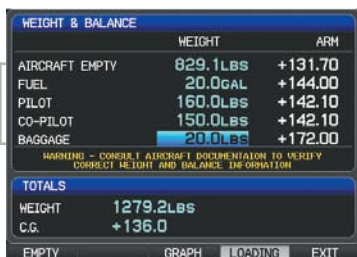 WEIGHT & BALANCE
WEIGHT ARM
AIRCRAFT EMPTY 829.1LBS +131.70
FUEL 20.0GAL +144.00
PILOT 160.0LBS +142.10
CO-PILOT 150.0LBS +142.10
BAGGAGE 20.0LBS +172.00
WARNING - CONSULT AIRCRAFT DOCUMENTAION TO VERIFY
CORRECT WEIGHT AND BALANCE INFORMATION
TOTALS
WEIGHT 1279.2LBS
C.G. +136.0
EMPTY GRAPH LOADING EXIT